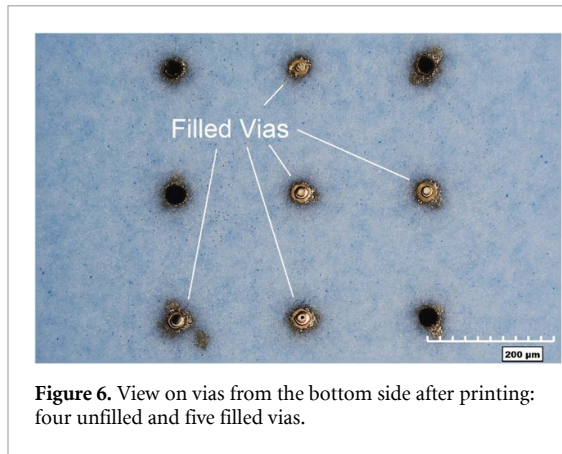 Filled Vias
200 µm
Figure 6. View on vias from the bottom side after printing:
four unfilled and five filled vias.